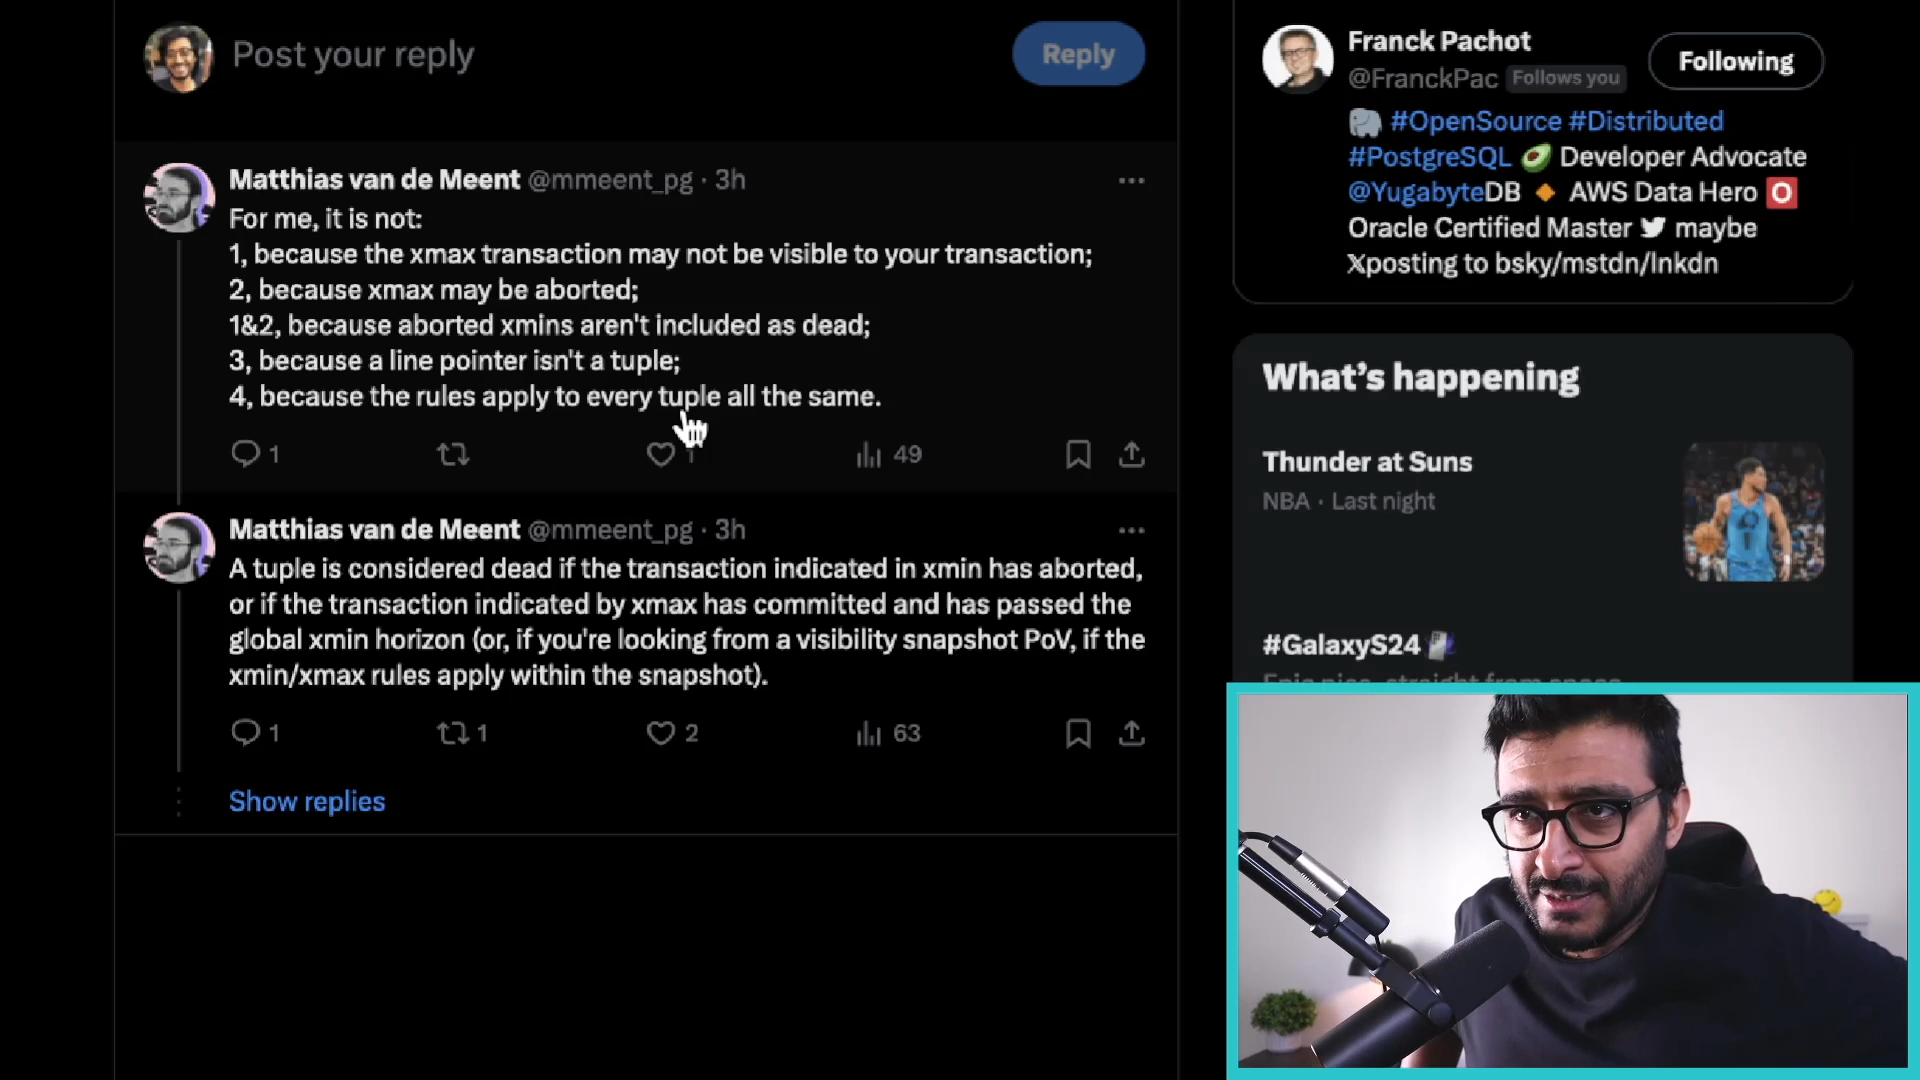 Post your reply
Reply
Matthias van de Meent @mmeent_pg · 3h
For me, it is not:
1, because the xmax transaction may not be visible to your transaction;
2, because xmax may be aborted;
1&2, because aborted xmins aren't included as dead;
3, because a line pointer isn't a tuple;
4, because the rules apply to every tuple all the same.
1 1 49
Matthias van de Meent @mmeent_pg · 3h
A tuple is considered dead if the transaction indicated in xmin has aborted,
or if the transaction indicated by xmax has committed and has passed the
global xmin horizon (or, if you're looking from a visibility snapshot PoV, if the
xmin/xmax rules apply within the snapshot).
1 1 2 63
Show replies
Franck Pachot
@FranckPac Follows you
Following
🐘 #OpenSource #Distributed
#PostgreSQL 🥑 Developer Advocate
@YugabyteDB 🔸 AWS Data Hero 🅾
Oracle Certified Master 🐦 maybe
𝕏posting to bsky/mstdn/lnkdn
What's happening
Thunder at Suns
NBA · Last night
#GalaxyS24
Epic pics, straight from space